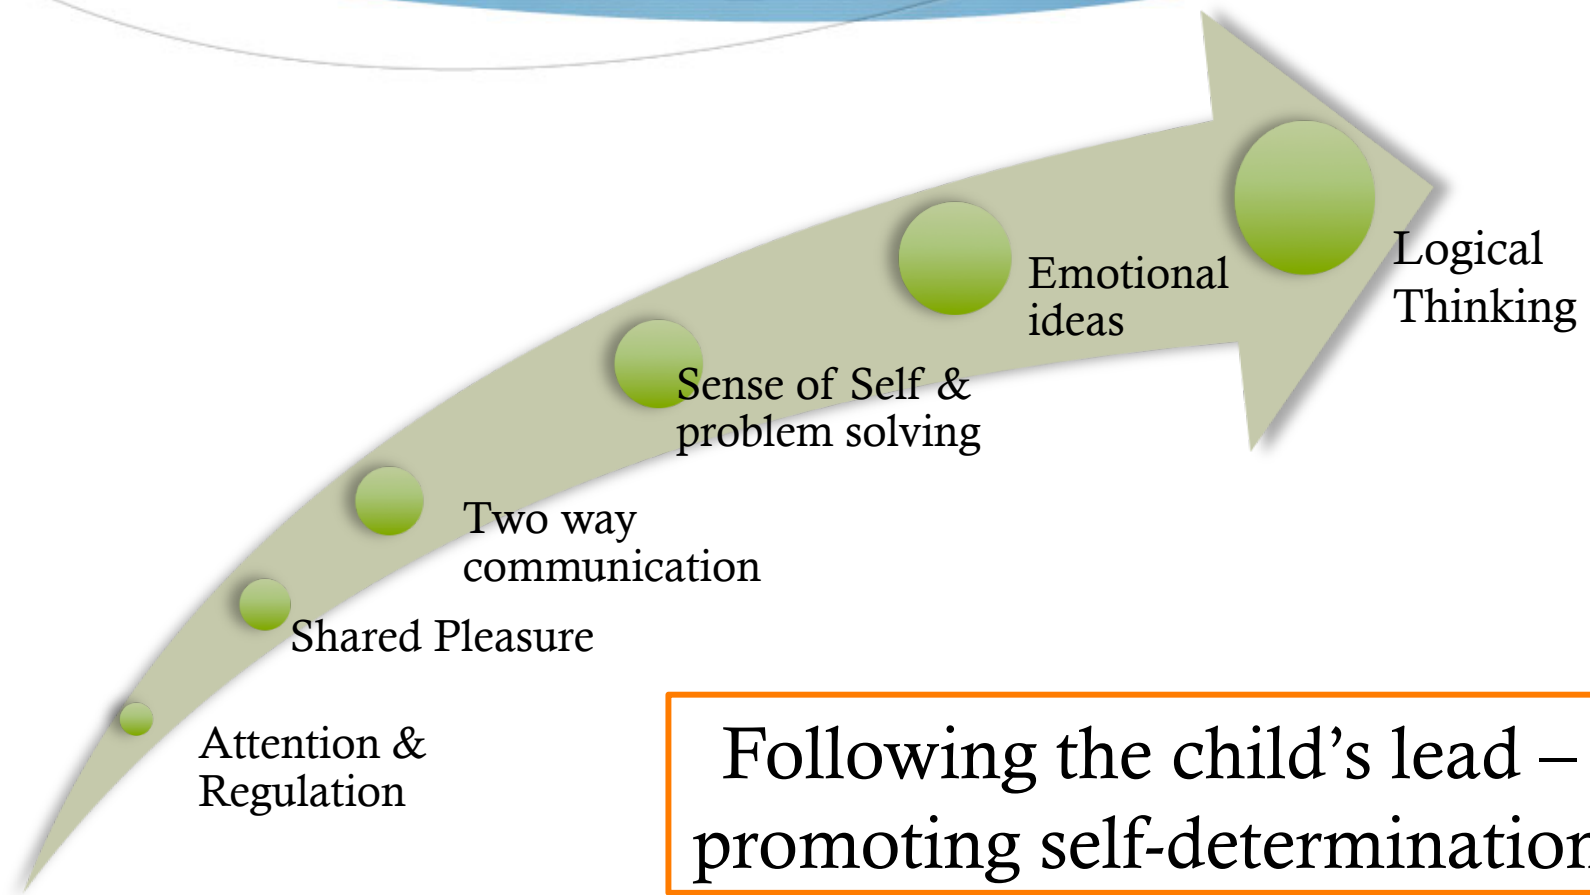 Logical
Thinking
Emotional
ideas
Sense of Self &
problem solving
Two way
communication
Shared Pleasure
Attention &
Regulation
Following the child’s lead –
promoting self-determination